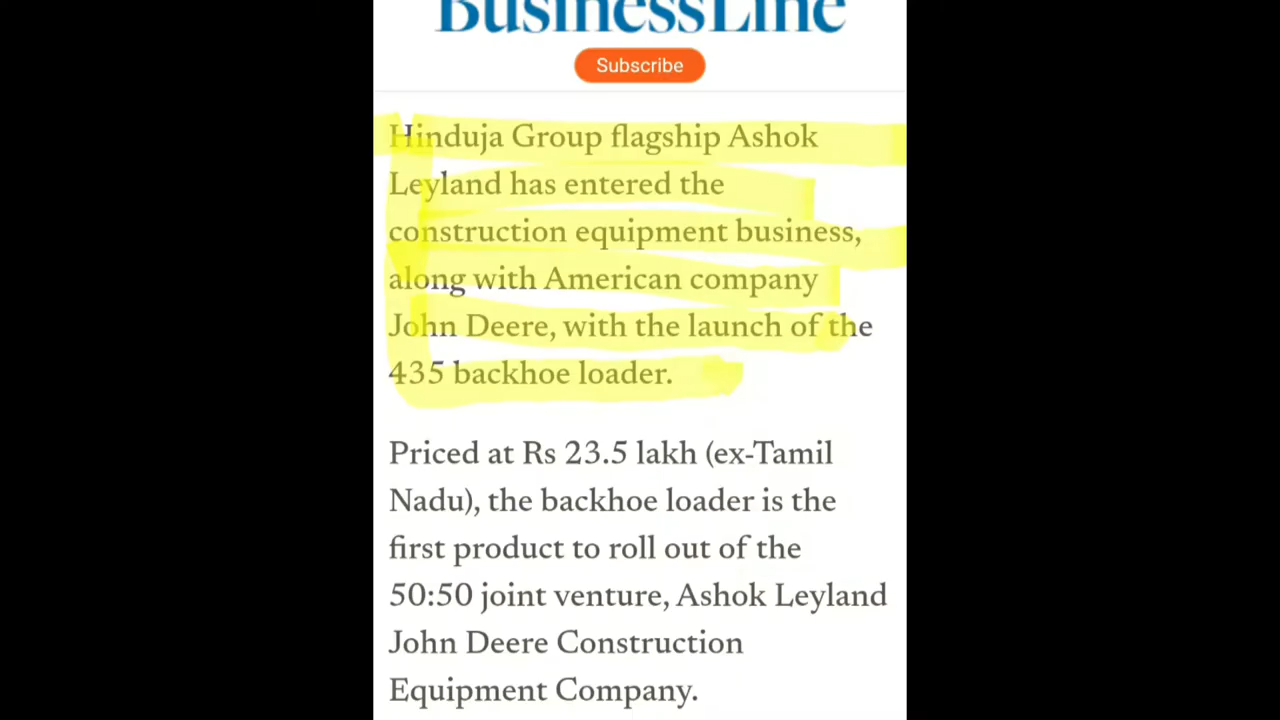 BusinessLine
Subscribe
Hinduja Group flagship Ashok
Leyland has entered the
construction equipment business,
along with American company
John Deere, with the launch of the
435 backhoe loader.
Priced at Rs 23.5 lakh (ex-Tamil
Nadu), the backhoe loader is the
first product to roll out of the
50:50 joint venture, Ashok Leyland
John Deere Construction
Equipment Company.